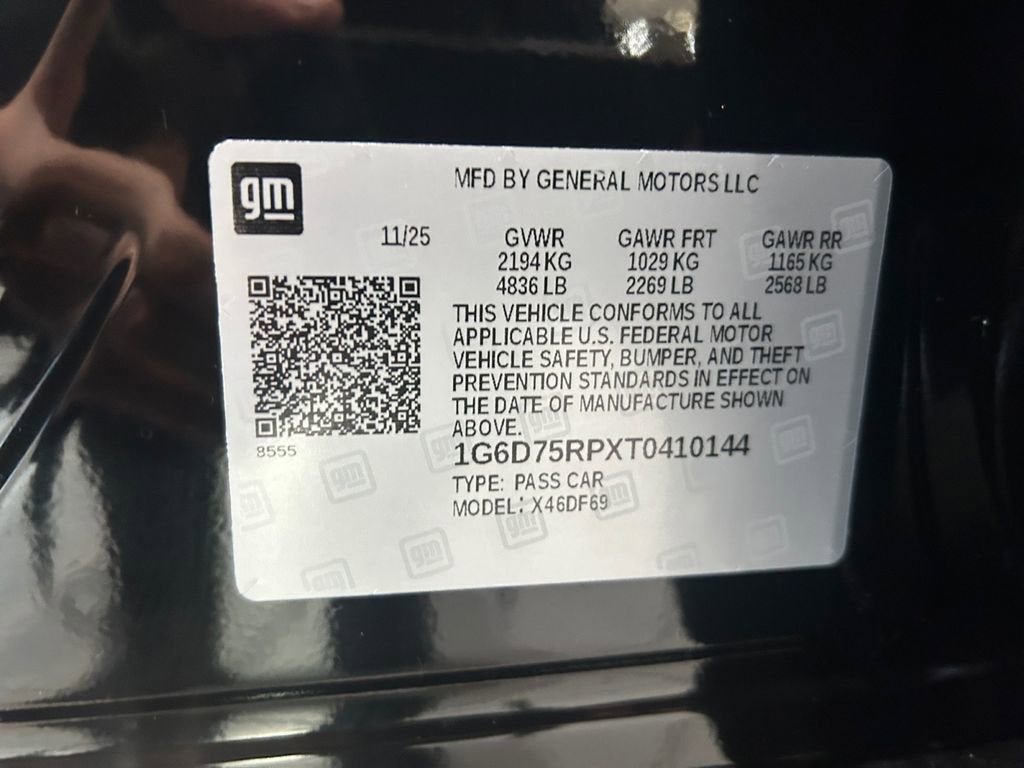 gm
MFD BY GENERAL MOTORS LLC
11/25 GVWR GAWR FRT GAWR RR
2194 KG 1029 KG 1165 KG
4836 LB 2269 LB 2568 LB
THIS VEHICLE CONFORMS TO ALL
APPLICABLE U.S. FEDERAL MOTOR
VEHICLE SAFETY, BUMPER, AND THEFT
PREVENTION STANDARDS IN EFFECT ON
THE DATE OF MANUFACTURE SHOWN
ABOVE.
8555
1G6D75RPXT0410144
TYPE: PASS CAR
MODEL: X46DF69